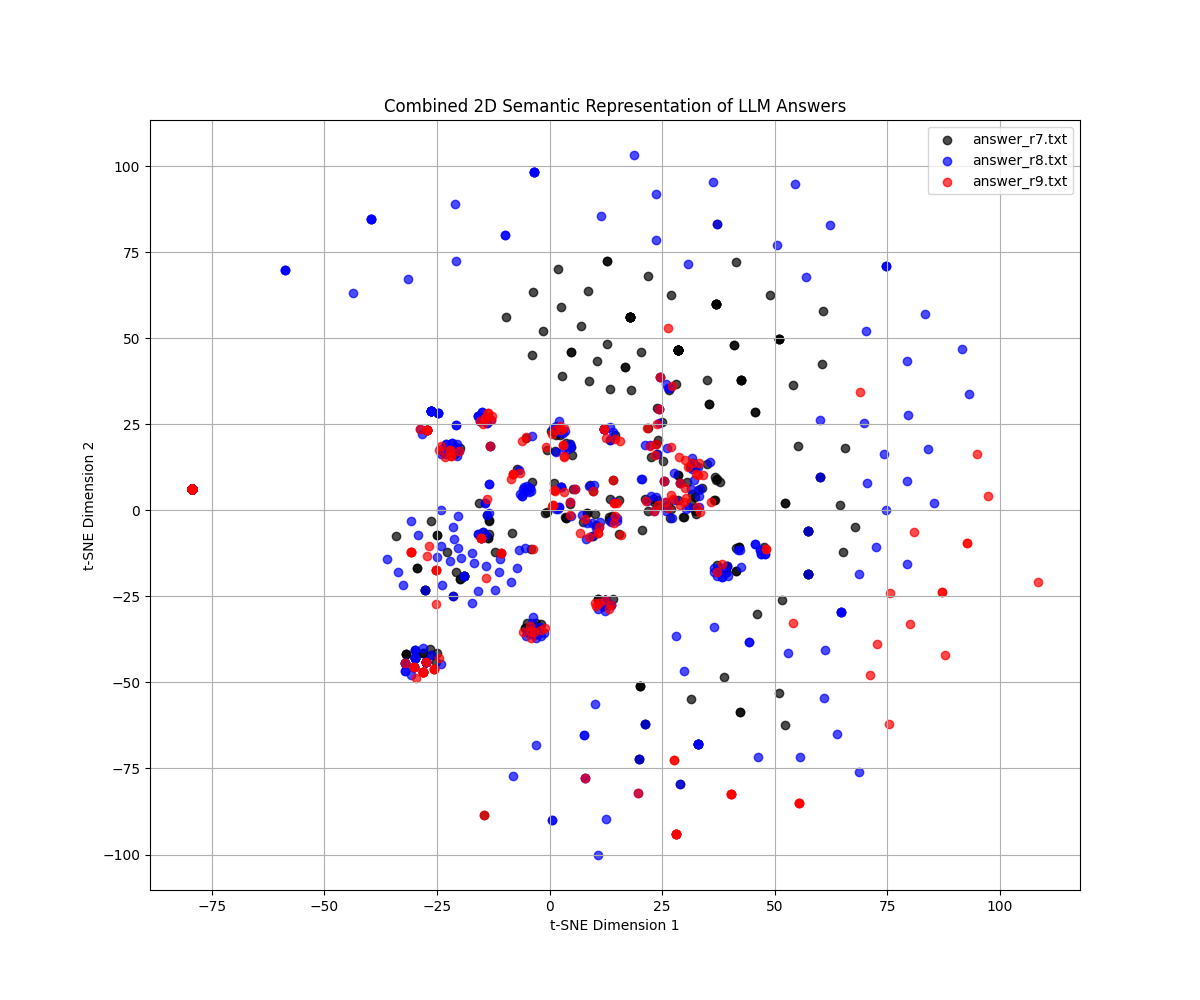 Combined 2D Semantic Representation of LLM Answers
answer_r7.txt
answer_r8.txt
answer_r9.txt
100
75
50
25
0
−25
−50
−75
−100
t-SNE Dimension 2
−75
−50
−25
0
25
50
75
100
t-SNE Dimension 1